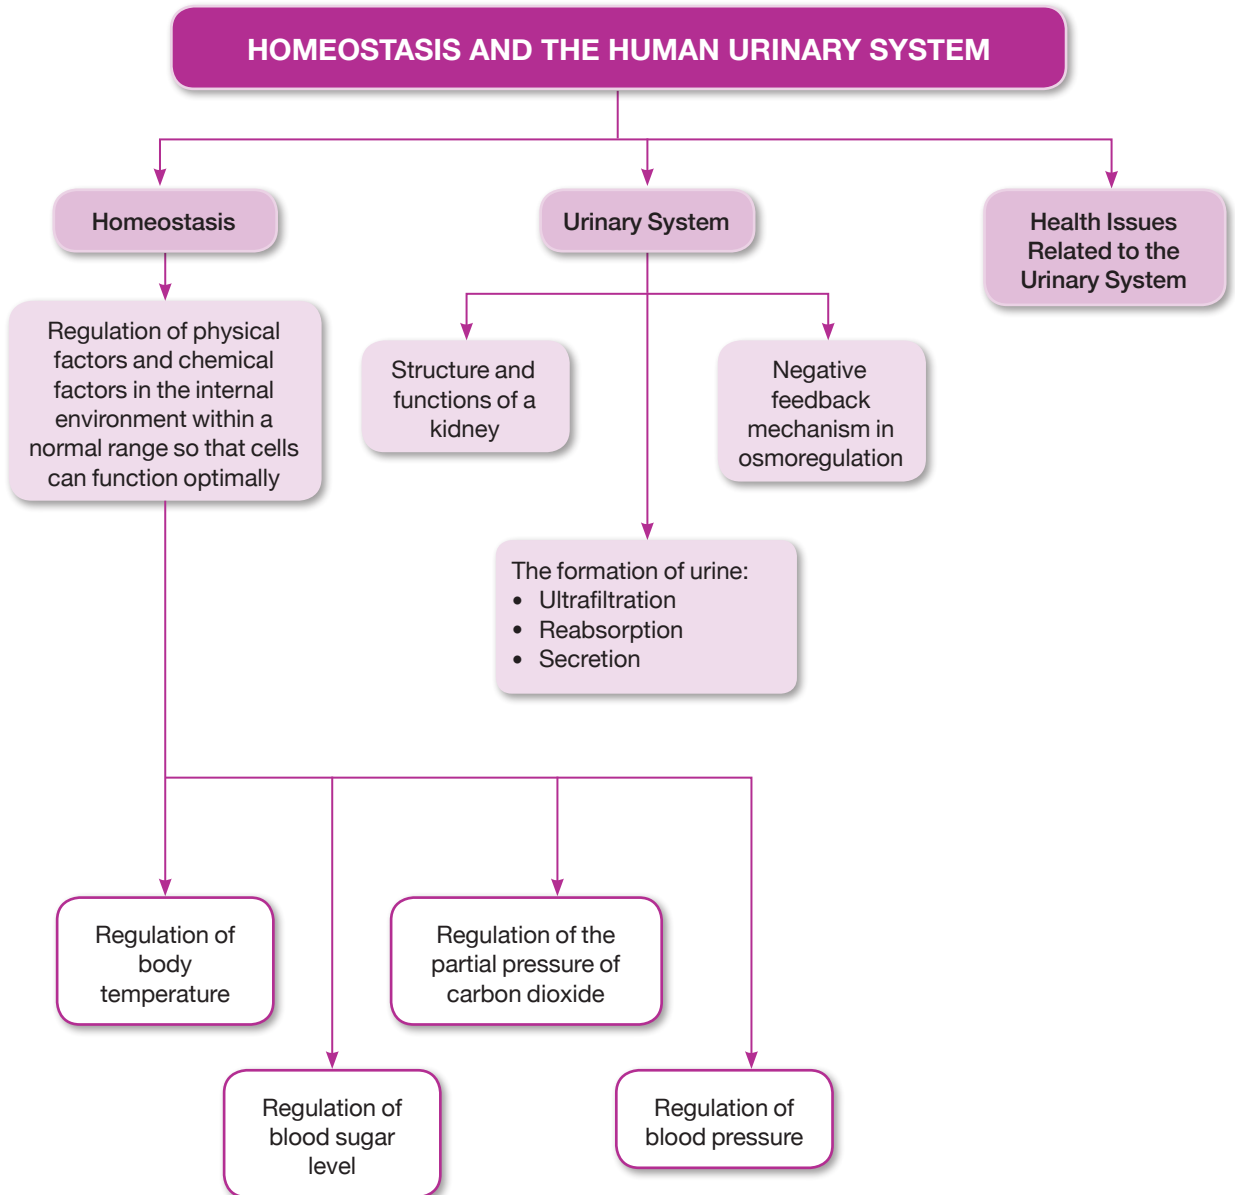 HOMEOSTASIS AND THE HUMAN URINARY SYSTEM
Homeostasis
Regulation of physical
factors and chemical
factors in the internal
environment within a
normal range so that cells
can function optimally
Regulation of
body
temperature
Regulation of
blood sugar
level
Regulation of the
partial pressure of
carbon dioxide
Regulation of
blood pressure
Urinary System
Structure and
functions of a
kidney
The formation of urine:
• Ultrafiltration
• Reabsorption
• Secretion
Negative
feedback
mechanism in
osmoregulation
Health Issues
Related to the
Urinary System